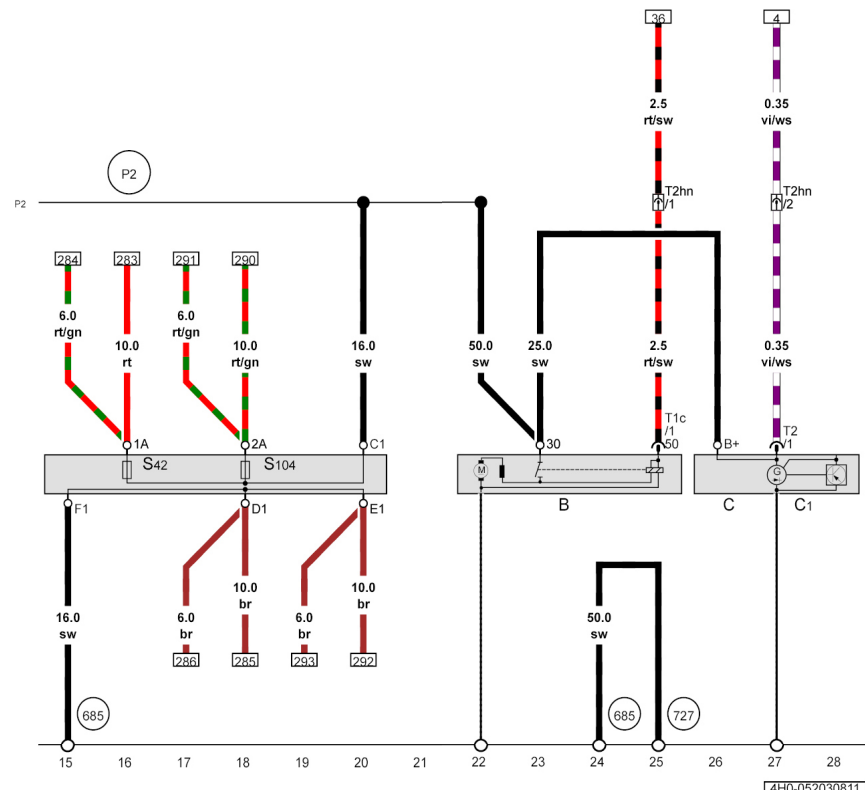 36 4
2.5 0.35
rt/sw vi/ws
P2
T2hn T2hn
/1 /2
P2
284 283 291 290
6.0 6.0
rt/gn rt/gn
10.0 10.0 16.0 50.0 25.0 2.5 0.35
rt rt/gn sw sw sw rt/sw vi/ws
T1c T2
/1 /1
1A 2A C1 30 50 B+
S42 S104 M G
B C C1
F1 D1 E1
10.0 10.0
br br
16.0 6.0 6.0 50.0
sw br br sw
286 285 293 292
685 685 727
15 16 17 18 19 20 21 22 23 24 25 26 27 28
4H0-052030811